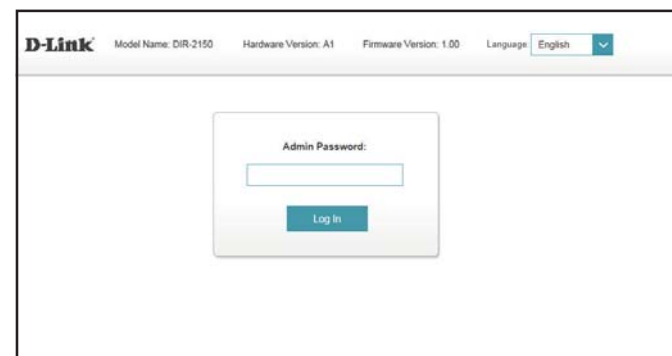 D-Link Model Name: DIR-2150 Hardware Version: A1 Firmware Version: 1.00 Language: English
Admin Password:
Log In